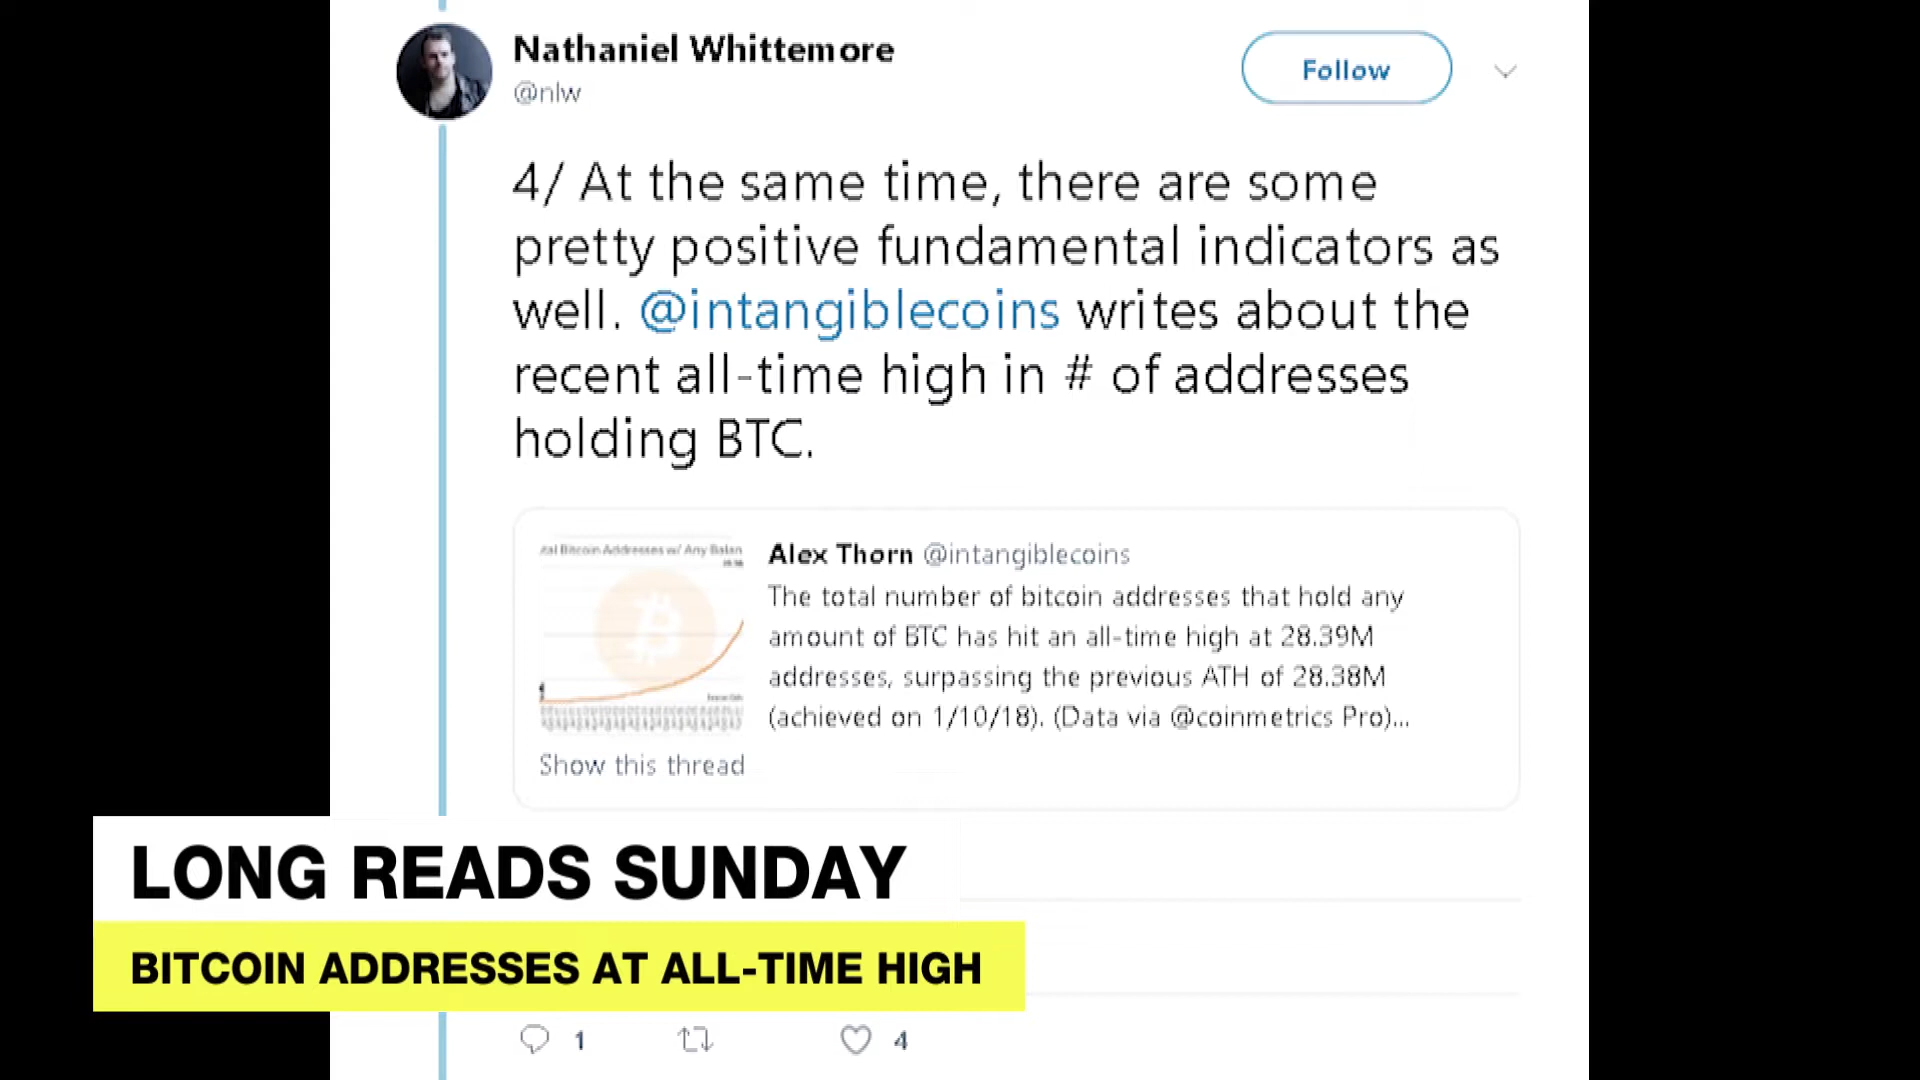 Nathaniel Whittemore
@nlw
Follow
4/ At the same time, there are some
pretty positive fundamental indicators as
well. @intangiblecoins writes about the
recent all-time high in # of addresses
holding BTC.
Bitcoin Addresses w/ Any Balan
Alex Thorn @intangiblecoins
The total number of bitcoin addresses that hold any
amount of BTC has hit an all-time high at 28.39M
addresses, surpassing the previous ATH of 28.38M
(achieved on 1/10/18). (Data via @coinmetrics Pro)...
Show this thread
LONG READS SUNDAY
BITCOIN ADDRESSES AT ALL-TIME HIGH
1
4